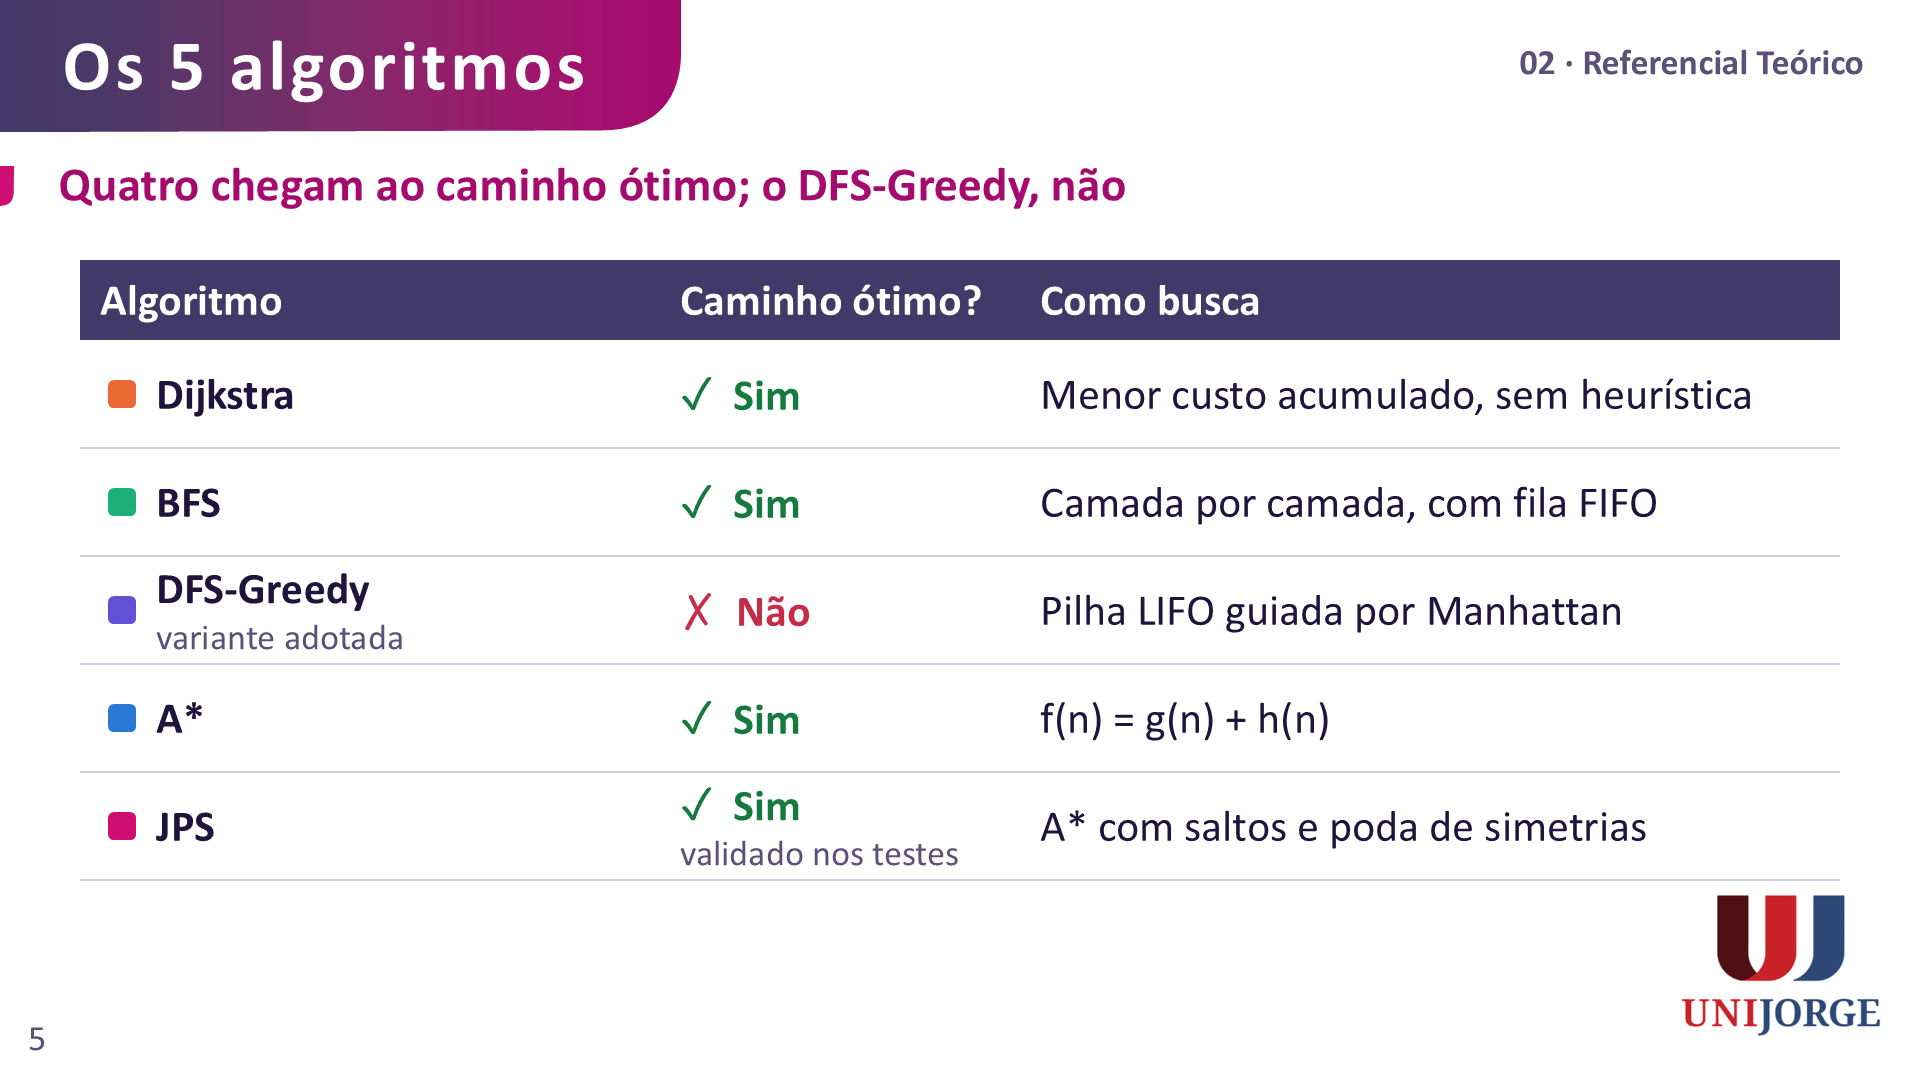 Os 5 algoritmos
02 · Referencial Teórico
Quatro chegam ao caminho ótimo; o DFS-Greedy, não
Algoritmo Caminho ótimo? Como busca
Dijkstra ✓ Sim Menor custo acumulado, sem heurística
BFS ✓ Sim Camada por camada, com fila FIFO
DFS-Greedy
variante adotada
✗ Não Pilha LIFO guiada por Manhattan
A* ✓ Sim f(n) = g(n) + h(n)
JPS ✓ Sim
validado nos testes
A* com saltos e poda de simetrias
UNIJORGE
5